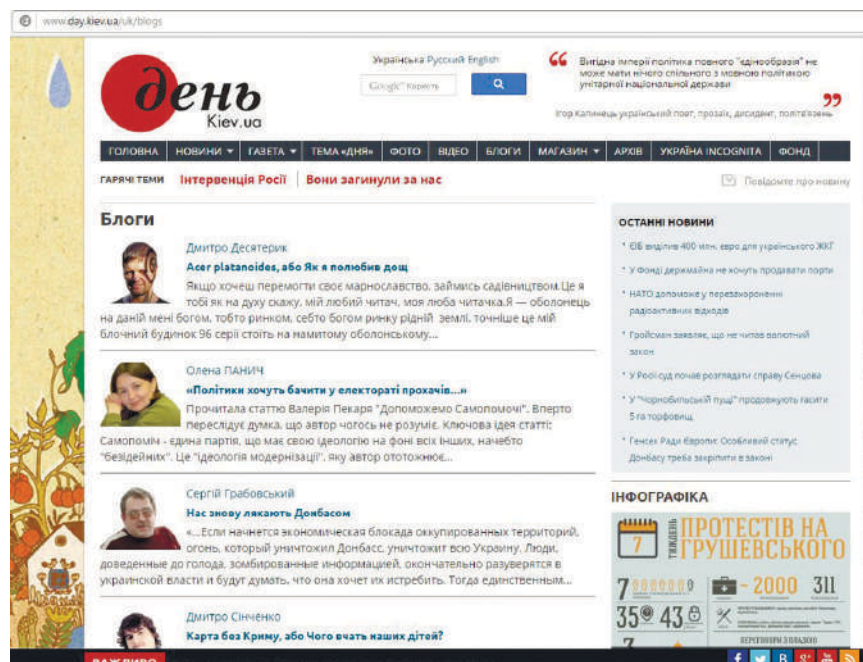 www.day.kiev.ua/uk/blogs
день
Kiev.ua
Українська Русский English
Google
Вигідна імперії політика повного "єдінообразія" не
може мати нічого спільного з мовною політикою
унітарної національної держави
Ігор Калинець український поет, прозаїк, дисидент, політв'язень
ГОЛОВНА НОВИНИ ГАЗЕТА ТЕМА «ДНЯ» ФОТО ВІДЕО БЛОГИ МАГАЗИН АРХІВ УКРАЇНА INCOGNITA ФОНД
ГАРЯЧІ ТЕМИ Інтервенція Росії Вони загинули за нас
Повідомте про новину
Блоги
Дмитро Десятерик
Acer platanoides, або Як я полюбив дощ
Якщо хочеш перемогти своє марнославство, займись садівництвом.Це я
тобі як на духу скажу, мій любий читач, моя люба читачка.Я — оболонець
на даній мені богом, тобто ринком, себто богом ринку рідній землі, точніше це мій
блочний будинок 96 серії стоїть на намитому оболонському...
Олена ПАНИЧ
«Політики хочуть бачити у електораті прохачів...»
Прочитала статтю Валерія Пекаря "Допоможемо Самопомочі". Вперто
переслідує думка, що автор чогось не розуміє. Ключова ідея статті:
Самопоміч - єдина партія, що має свою ідеологію на фоні всіх інших, начебто
"безідейних". Це "ідеологія модернізації", яку автор ототожнює...
Сергій Грабовський
Нас знову лякають Донбасом
«...Если начнется экономическая блокада оккупированных территорий,
огонь, который уничтожил Донбасс, уничтожит всю Украину. Люди,
доведенные до голода, зомбированные информацией, окончательно разуверятся в
украинской власти и будут думать, что она хочет их истребить. Тогда единственным...
Дмитро Сінченко
Карта без Криму, або Чого вчать наших дітей?
ОСТАННІ НОВИНИ
ЄІБ виділив 400 млн. евро для українського ЖКГ
У Фонді держмайна не хочуть продавати порти
НАТО допоможе у перезахороненні
радіоактивних відходів
Гройсман заявляє, що не читав валютний
закон
У Росії суд почав розглядати справу Сенцова
У "Чорнобильській пущі" продовжують гасити
5 га торфовищ
Генсек Ради Європи: Особливий статус
Донбасу треба закріпити в законі
ІНФОГРАФІКА
7
ТИЖДЕНЬ
ПРОТЕСТІВ НА
ГРУШЕВСЬКОГО
7
~ 2000
311
35
43
ПЕРЕГОВОРИ З ВЛАДОЮ
ВАЖЛИВО